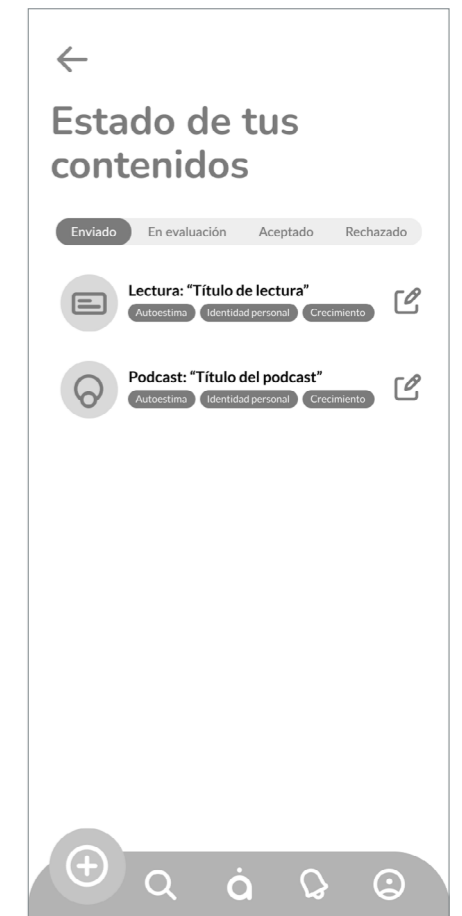 Estado de tus
contenidos
Enviado En evaluación Aceptado Rechazado
Lectura: “Título de lectura”
Autoestima Identidad personal Crecimiento
Podcast: “Título del podcast”
Autoestima Identidad personal Crecimiento